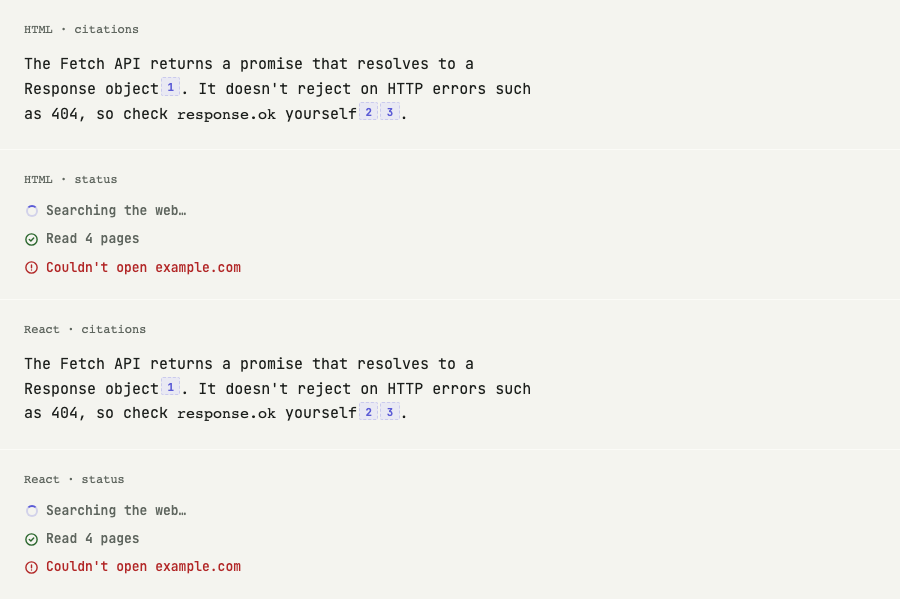 HTML · citations
The Fetch API returns a promise that resolves to a
Response object 1. It doesn't reject on HTTP errors such
as 404, so check response.ok yourself 2 3.
HTML · status
Searching the web…
Read 4 pages
Couldn't open example.com
React · citations
The Fetch API returns a promise that resolves to a
Response object 1. It doesn't reject on HTTP errors such
as 404, so check response.ok yourself 2 3.
React · status
Searching the web…
Read 4 pages
Couldn't open example.com